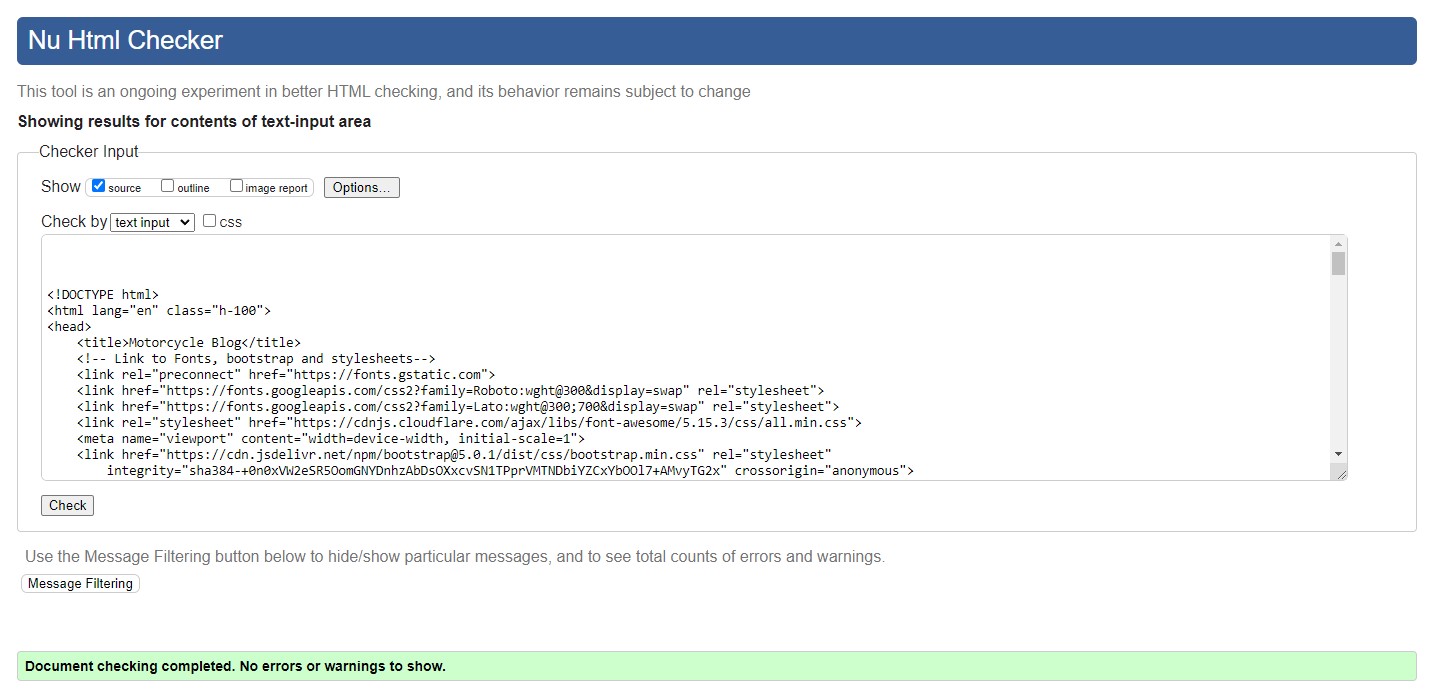 Nu Html Checker
This tool is an ongoing experiment in better HTML checking, and its behavior remains subject to change
Showing results for contents of text-input area
Checker Input
Show source outline image report Options...
Check by text input css
<!DOCTYPE html>
<html lang="en" class="h-100">
<head>
<title>Motorcycle Blog</title>
<!-- Link to Fonts, bootstrap and stylesheets-->
<link rel="preconnect" href="https://fonts.gstatic.com">
<link href="https://fonts.googleapis.com/css2?family=Roboto:wght@300&display=swap" rel="stylesheet">
<link href="https://fonts.googleapis.com/css2?family=Lato:wght@300;700&display=swap" rel="stylesheet">
<link rel="stylesheet" href="https://cdnjs.cloudflare.com/ajax/libs/font-awesome/5.15.3/css/all.min.css">
<meta name="viewport" content="width=device-width, initial-scale=1">
<link href="https://cdn.jsdelivr.net/npm/bootstrap@5.0.1/dist/css/bootstrap.min.css" rel="stylesheet"
integrity="sha384-+0n0xVW2eSR5OomGNYDnhzAbDsOXxcvSN1TPprVMTNDbiYZCxYbOOl7+AMvyTG2x" crossorigin="anonymous">
Check
Use the Message Filtering button below to hide/show particular messages, and to see total counts of errors and warnings.
Message Filtering
Document checking completed. No errors or warnings to show.